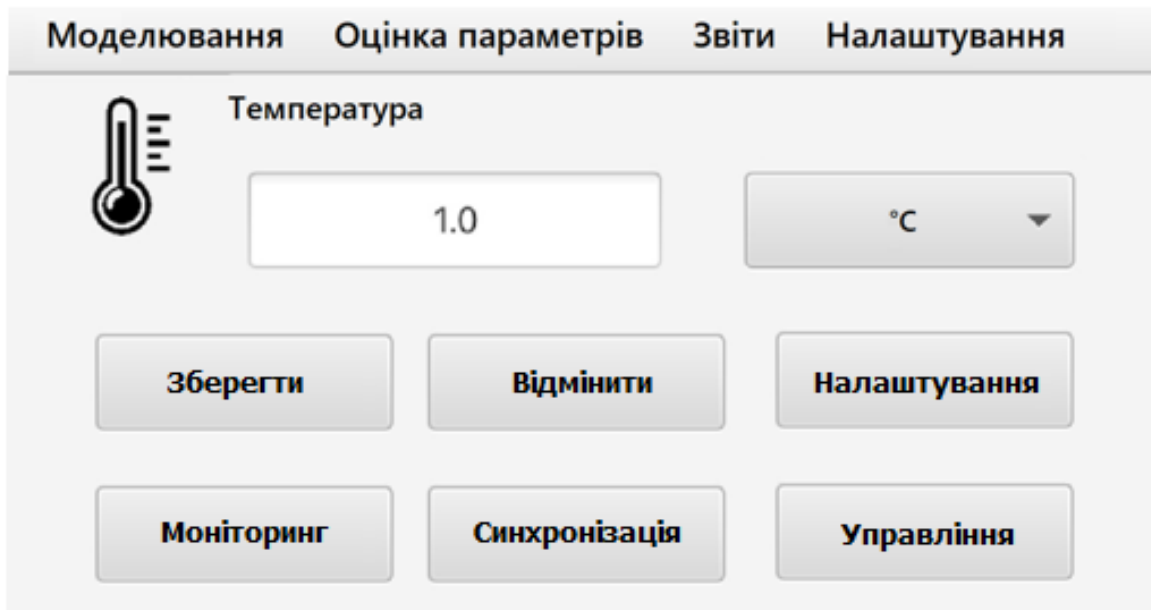 Моделювання Оцінка параметрів Звіти Налаштування
Температура
1.0 °C
Зберегти Відмінити Налаштування
Моніторинг Синхронізація Управління